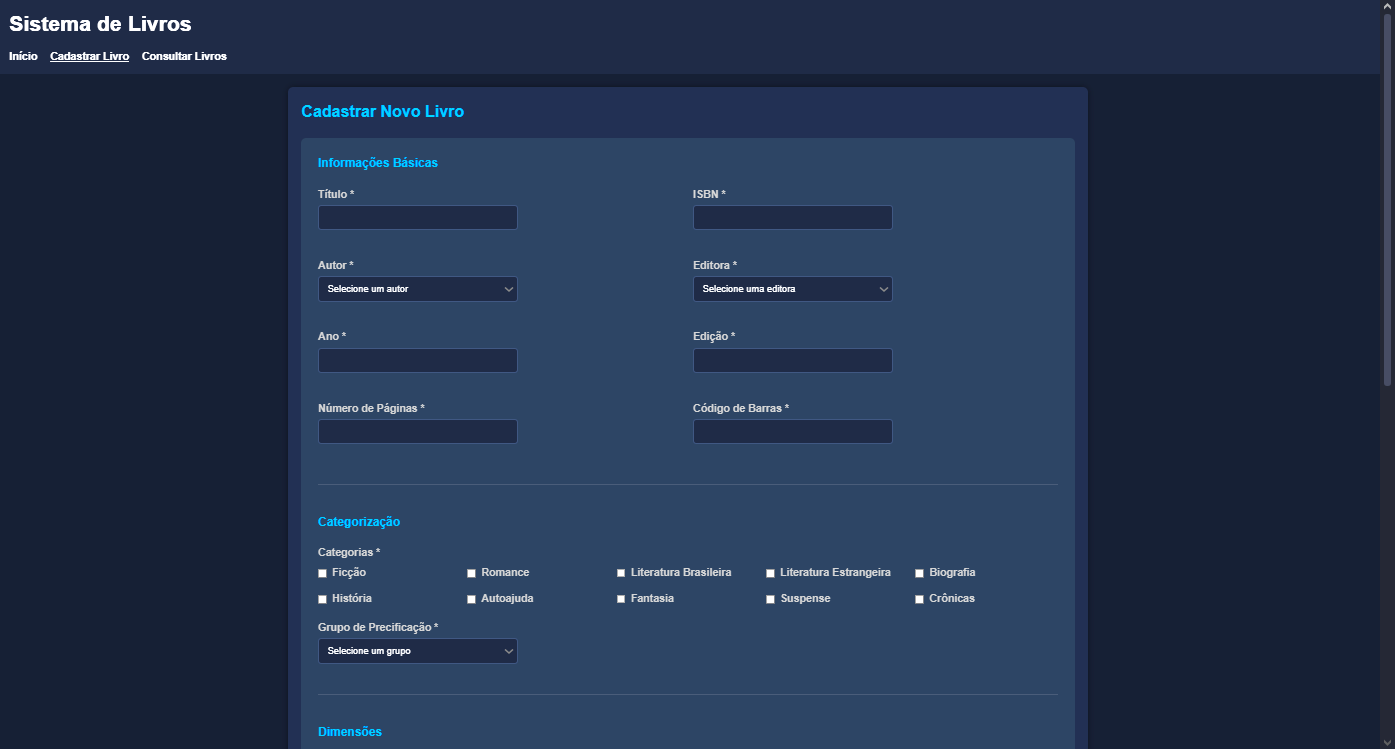 Sistema de Livros
Início Cadastrar Livro Consultar Livros
Cadastrar Novo Livro
Informações Básicas
Título * ISBN *
Autor * Editora *
Selecione um autor Selecione uma editora
Ano * Edição *
Número de Páginas * Código de Barras *
Categorização
Categorias *
Ficção Romance Literatura Brasileira Literatura Estrangeira Biografia
História Autoajuda Fantasia Suspense Crônicas
Grupo de Precificação *
Selecione um grupo
Dimensões